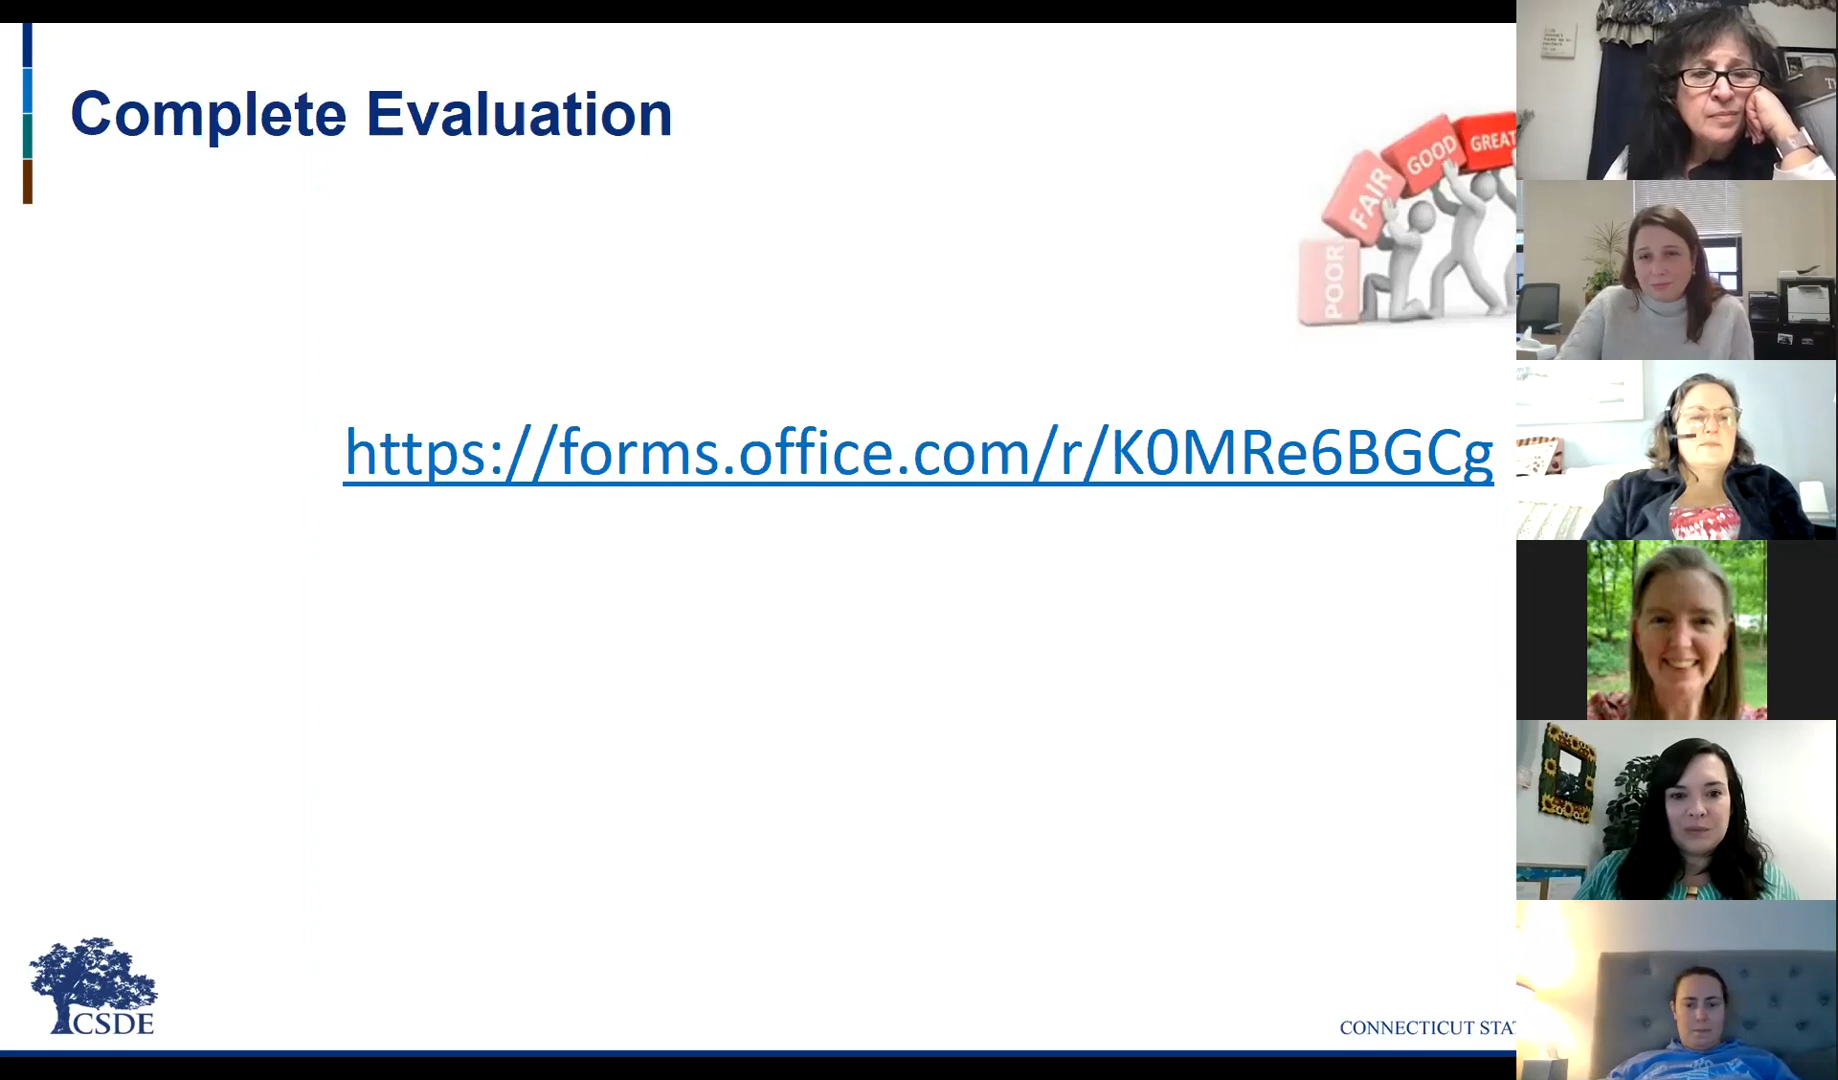 Complete Evaluation
POOR
FAIR
GOOD
GREAT
https://forms.office.com/r/K0MRe6BGCg
CSDE
CONNECTICUT STA